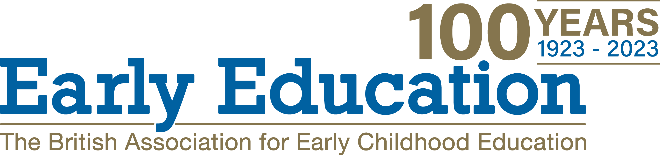 100 YEARS
1923 - 2023
Early Education
The British Association for Early Childhood Education